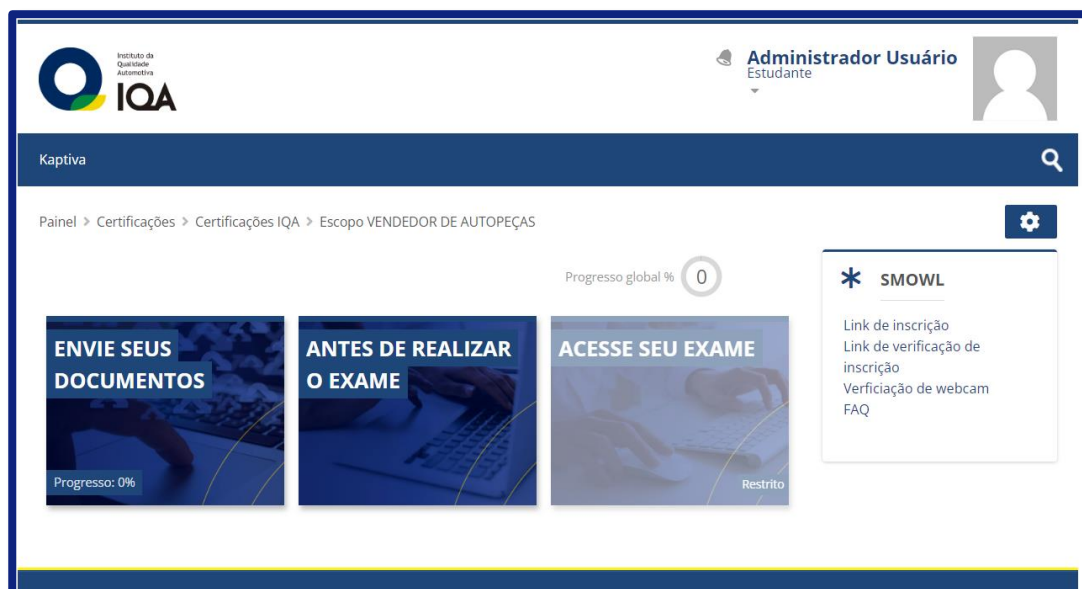 Instituto da
Qualidade
Automotiva
IQA
Administrador Usuário
Estudante
Kaptiva
Painel > Certificações > Certificações IQA > Escopo VENDEDOR DE AUTOPEÇAS
Progresso global % 0
ENVIE SEUS
DOCUMENTOS
Progresso: 0%
ANTES DE REALIZAR
O EXAME
ACESSE SEU EXAME
Restrito
SMOWL
Link de inscrição
Link de verificação de
inscrição
Verficiação de webcam
FAQ